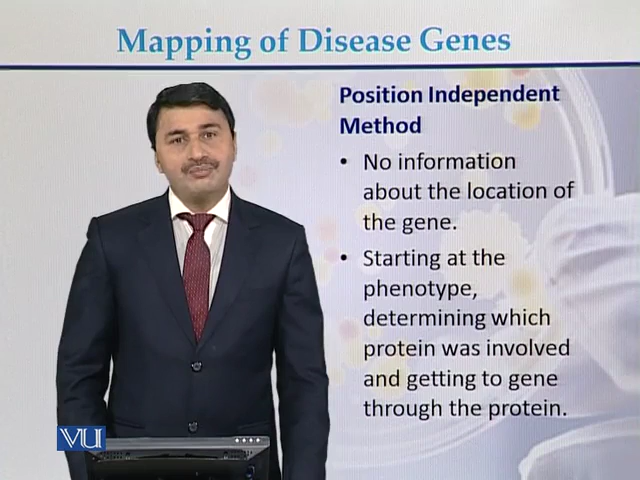 Mapping of Disease Genes
Position Independent
Method
• No information
about the location of
the gene.
• Starting at the
phenotype,
determining which
protein was involved
and getting to gene
through the protein.
VU